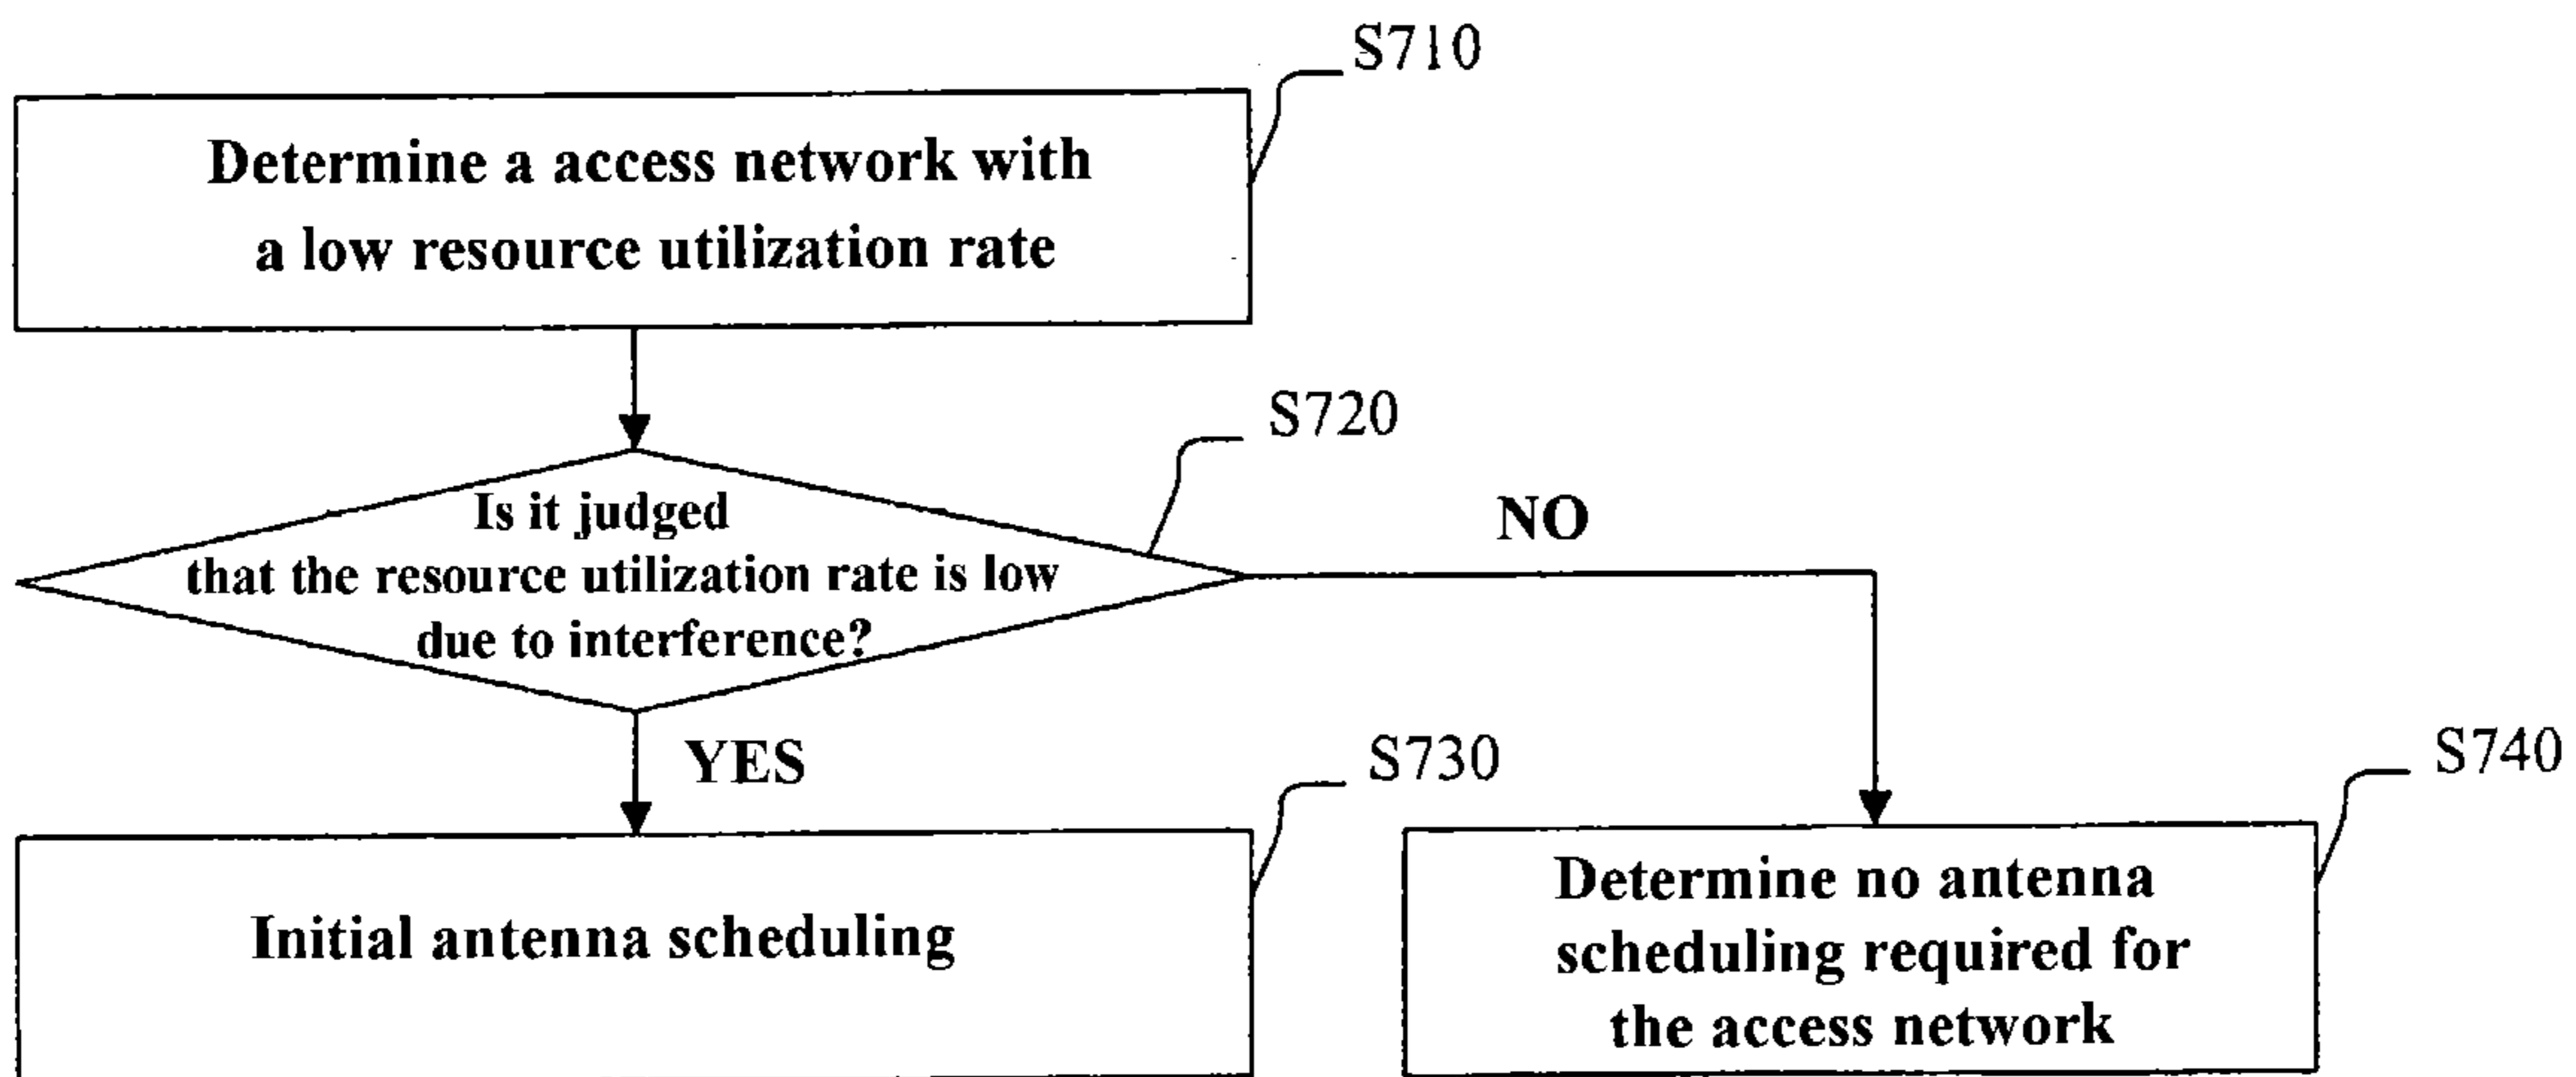 S710
Determine a access network with
a low resource utilization rate
S720
Is it judged
that the resource utilization rate is low
due to interference?
NO
YES
S730
Initial antenna scheduling
S740
Determine no antenna
scheduling required for
the access network